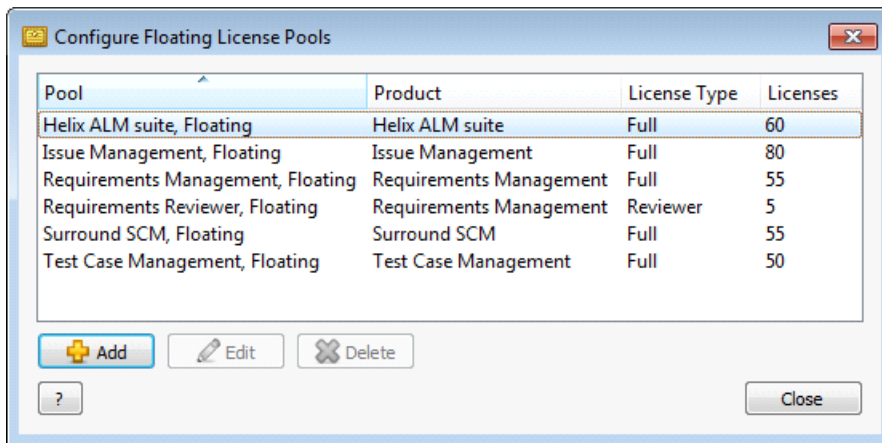 Configure Floating License Pools
Pool Product License Type Licenses
Helix ALM suite, Floating Helix ALM suite Full 60
Issue Management, Floating Issue Management Full 80
Requirements Management, Floating Requirements Management Full 55
Requirements Reviewer, Floating Requirements Management Reviewer 5
Surround SCM, Floating Surround SCM Full 55
Test Case Management, Floating Test Case Management Full 50
Add Edit Delete
? Close